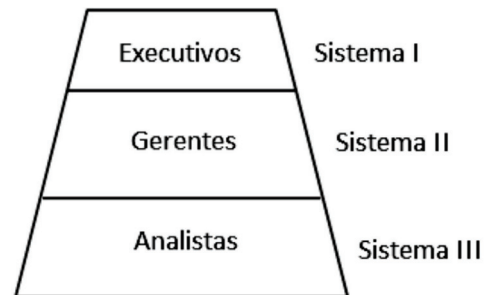 Executivos Sistema I
Gerentes Sistema II
Analistas Sistema III